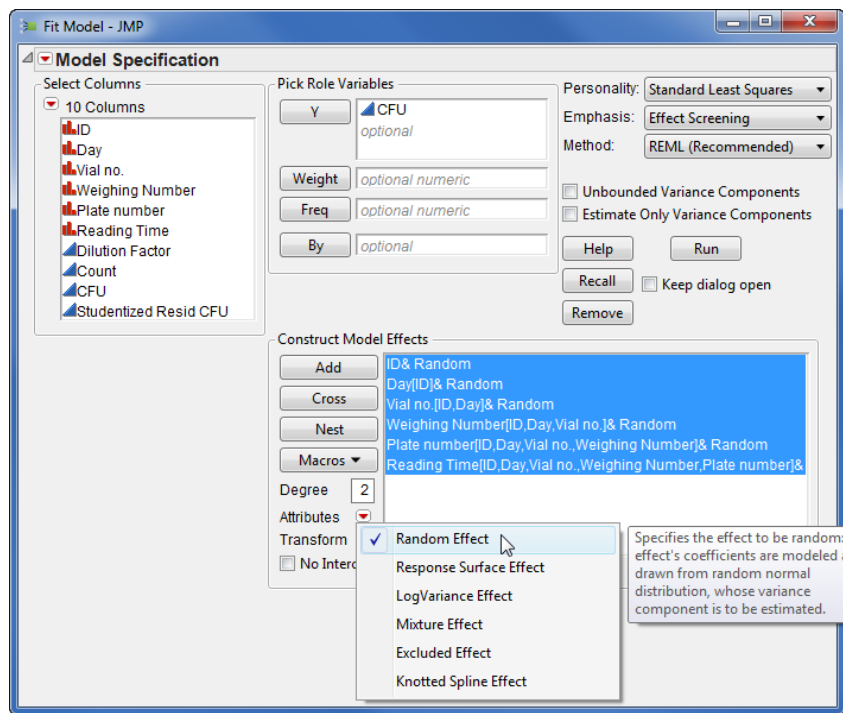 Fit Model - JMP
Model Specification
Select Columns
10 Columns
ID
Day
Vial no.
Weighing Number
Plate number
Reading Time
Dilution Factor
Count
CFU
Studentized Resid CFU
Pick Role Variables
Y
CFU
optional
Weight
optional numeric
Freq
optional numeric
By
optional
Personality:
Standard Least Squares
Emphasis:
Effect Screening
Method:
REML (Recommended)
Unbounded Variance Components
Estimate Only Variance Components
Help
Run
Recall
Keep dialog open
Remove
Construct Model Effects
Add
Cross
Nest
Macros
Degree
2
Attributes
Transform
No Interc
ID& Random
Day[ID]& Random
Vial no.[ID,Day]& Random
Weighing Number[ID,Day,Vial no.]& Random
Plate number[ID,Day,Vial no.,Weighing Number]& Random
Reading Time[ID,Day,Vial no.,Weighing Number,Plate number]&
Random Effect
Response Surface Effect
LogVariance Effect
Mixture Effect
Excluded Effect
Knotted Spline Effect
Specifies the effect to be random:
effect's coefficients are modeled
drawn from random normal
distribution, whose variance
component is to be estimated.